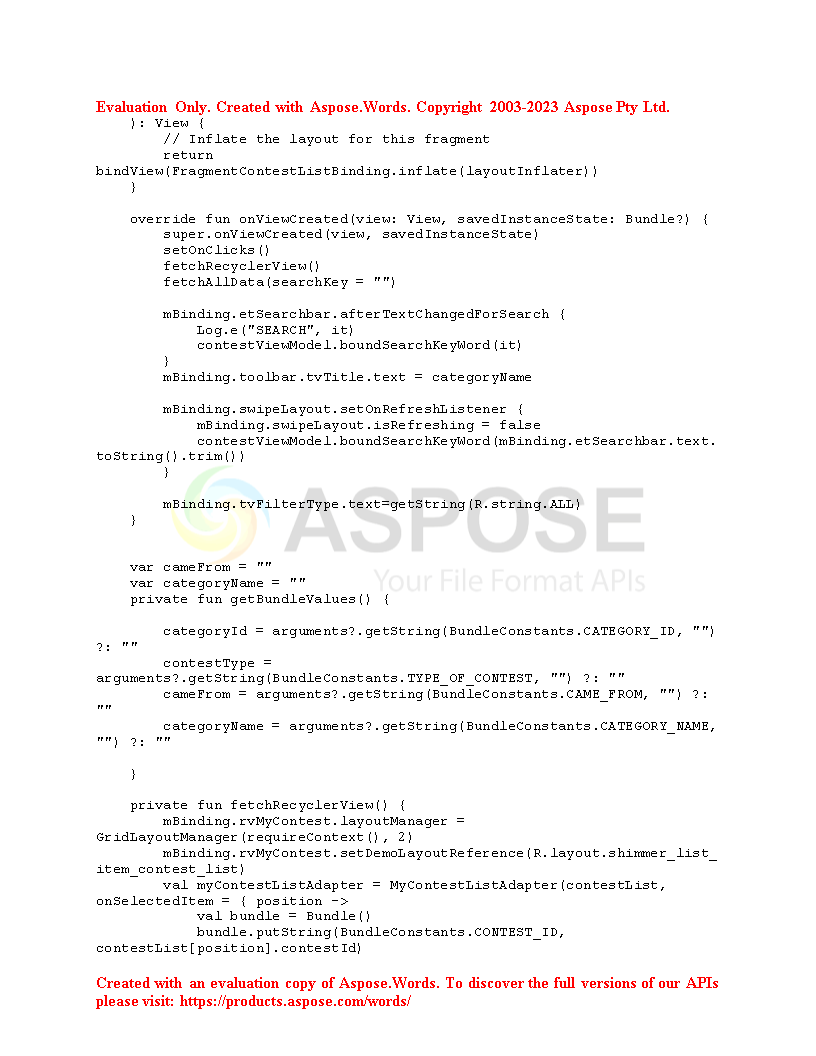 Evaluation Only. Created with Aspose.Words. Copyright 2003-2023 Aspose Pty Ltd.
    ): View {
        // Inflate the layout for this fragment
        return
bindView(FragmentContestListBinding.inflate(layoutInflater))
    }

    override fun onViewCreated(view: View, savedInstanceState: Bundle?) {
        super.onViewCreated(view, savedInstanceState)
        setOnClicks()
        fetchRecyclerView()
        fetchAllData(searchKey = "")

        mBinding.etSearchbar.afterTextChangedForSearch {
            Log.e("SEARCH", it)
            contestViewModel.boundSearchKeyWord(it)
        }
        mBinding.toolbar.tvTitle.text = categoryName

        mBinding.swipeLayout.setOnRefreshListener {
            mBinding.swipeLayout.isRefreshing = false
            contestViewModel.boundSearchKeyWord(mBinding.etSearchbar.text.
toString().trim())
        }

        mBinding.tvFilterType.text=getString(R.string.ALL)
    }
ASPOSE
Your File Format APIs

    var cameFrom = ""
    var categoryName = ""
    private fun getBundleValues() {

        categoryId = arguments?.getString(BundleConstants.CATEGORY_ID, "")
?: ""
        contestType =
arguments?.getString(BundleConstants.TYPE_OF_CONTEST, "") ?: ""
        cameFrom = arguments?.getString(BundleConstants.CAME_FROM, "") ?:
""
        categoryName = arguments?.getString(BundleConstants.CATEGORY_NAME,
"") ?: ""

    }

    private fun fetchRecyclerView() {
        mBinding.rvMyContest.layoutManager =
GridLayoutManager(requireContext(), 2)
        mBinding.rvMyContest.setDemoLayoutReference(R.layout.shimmer_list_
item_contest_list)
        val myContestListAdapter = MyContestListAdapter(contestList,
onSelectedItem = { position ->
            val bundle = Bundle()
            bundle.putString(BundleConstants.CONTEST_ID,
contestList[position].contestId)

Created with an evaluation copy of Aspose.Words. To discover the full versions of our APIs
please visit: https://products.aspose.com/words/